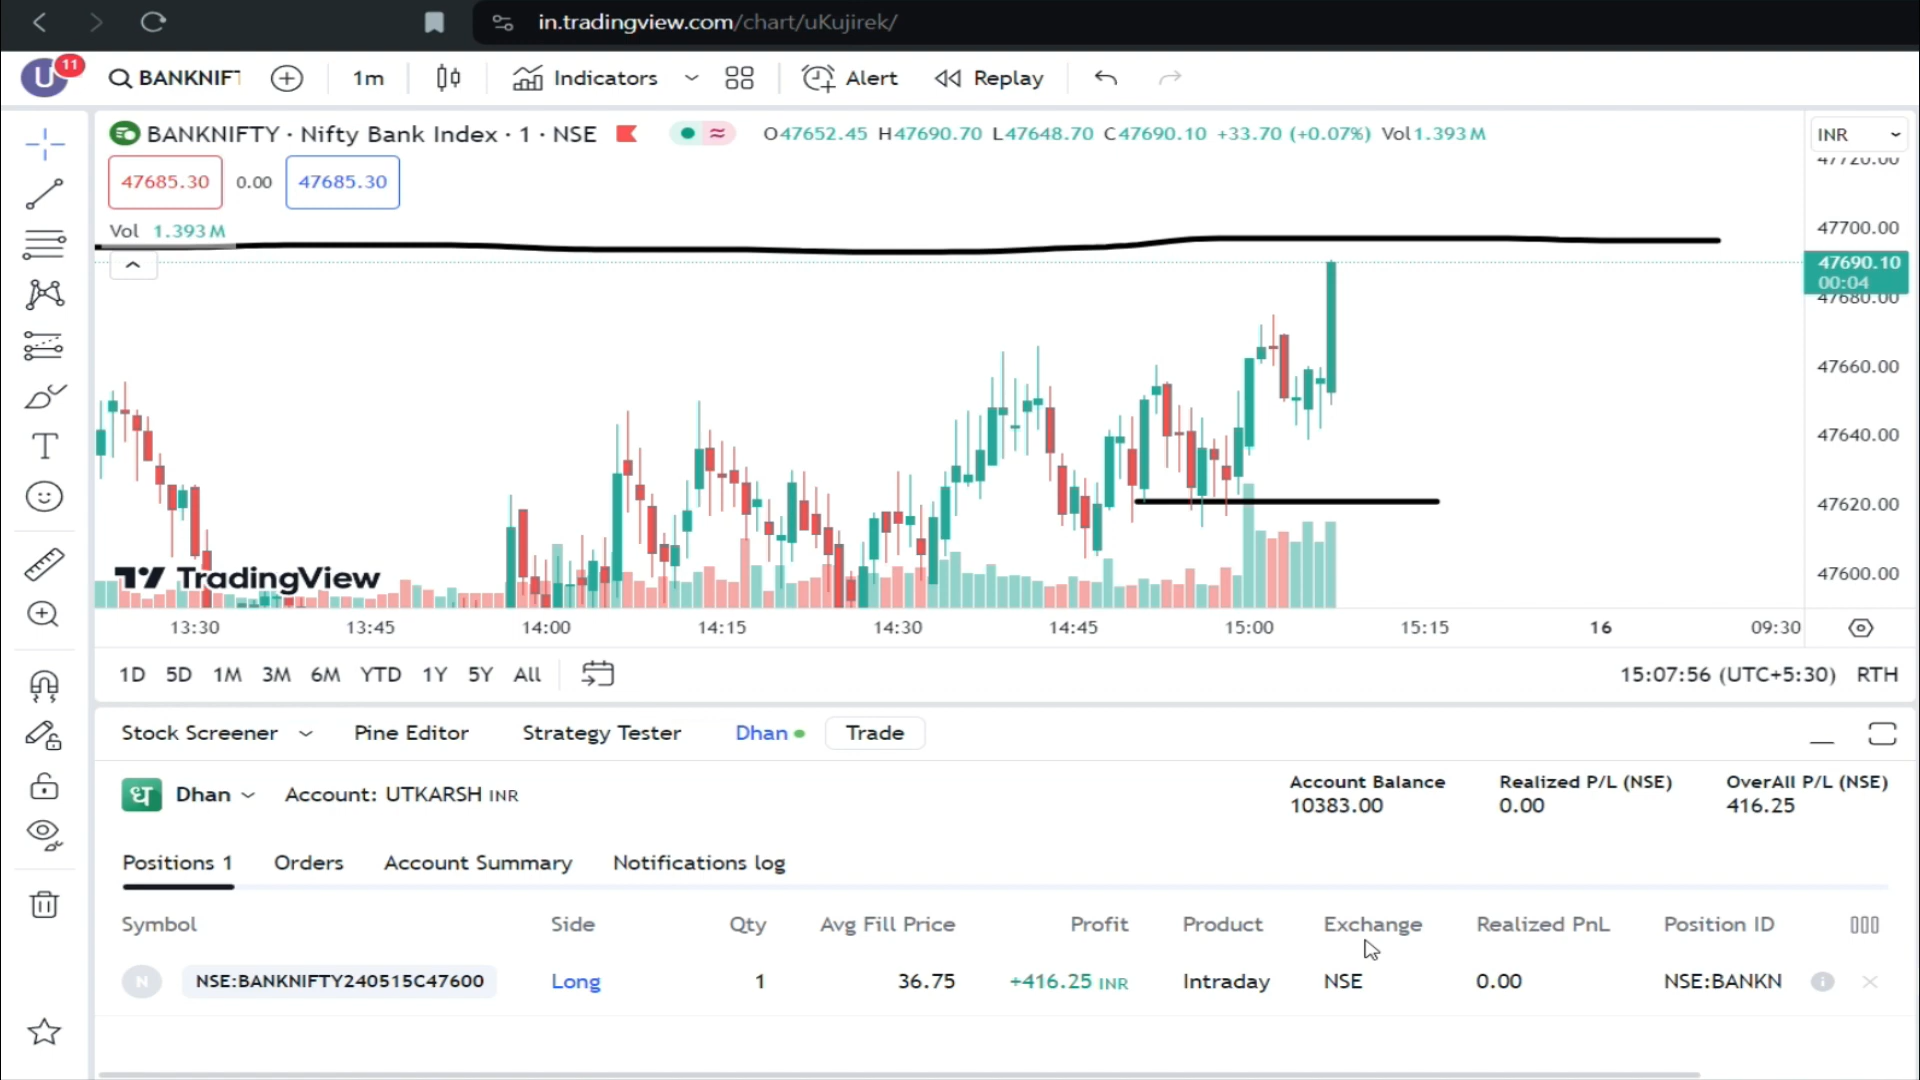 in.tradingview.com/chart/uKujirek/
U 11 BANKNIFT 1m Indicators Alert Replay
BANKNIFTY · Nifty Bank Index · 1 · NSE O47652.45 H47690.70 L47648.70 C47690.10 +33.70 (+0.07%) Vol1.393 M INR
47720.00
47685.30 0.00 47685.30
Vol 1.393 M
47700.00
47690.10
00:04
47680.00
47660.00
47640.00
47620.00
47600.00
TradingView
13:30 13:45 14:00 14:15 14:30 14:45 15:00 15:15 16 09:30
1D 5D 1M 3M 6M YTD 1Y 5Y All 15:07:56 (UTC+5:30) RTH
Stock Screener Pine Editor Strategy Tester Dhan Trade
ध Dhan Account: UTKARSH INR
Account Balance Realized P/L (NSE) OverAll P/L (NSE)
10383.00 0.00 416.25
Positions 1 Orders Account Summary Notifications log
Symbol Side Qty Avg Fill Price Profit Product Exchange Realized PnL Position ID
N NSE:BANKNIFTY240515C47600 Long 1 36.75 +416.25 INR Intraday NSE 0.00 NSE:BANKN